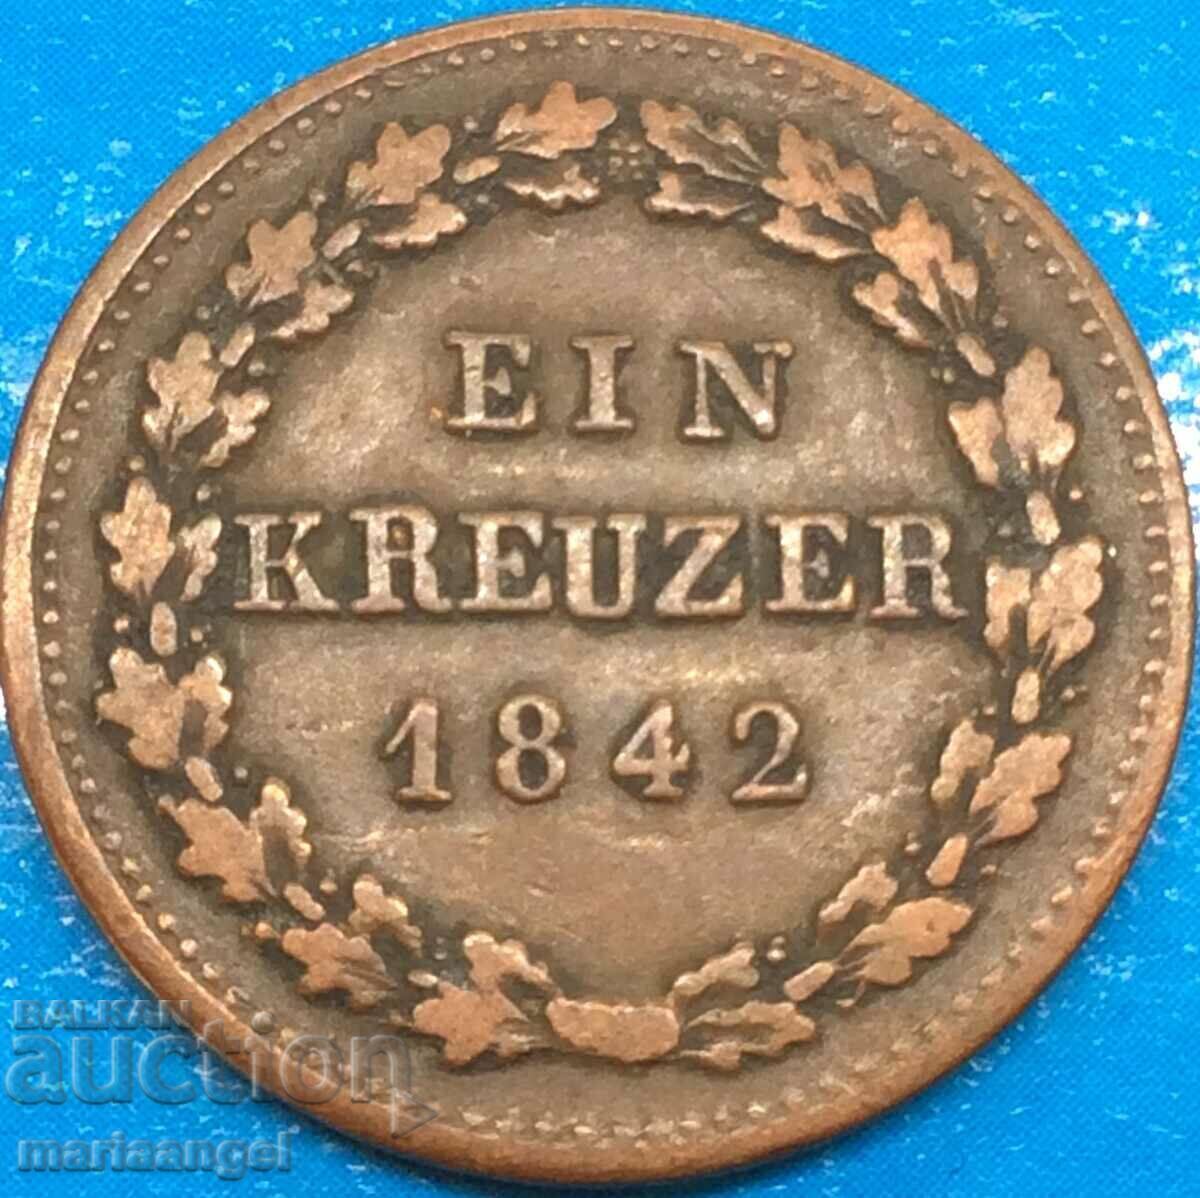 EIN
KREUZER
1842
BALKAN
auction
mariaangel